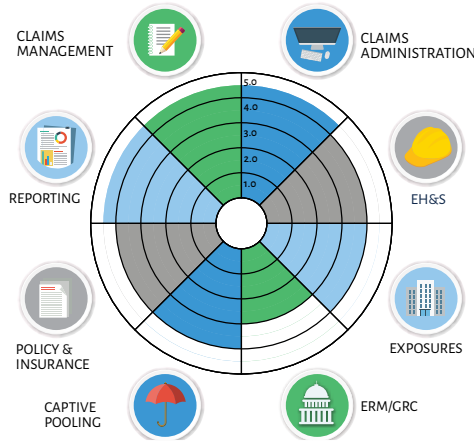 CLAIMS
MANAGEMENT
CLAIMS
ADMINISTRATION
5.0
4.0
3.0
2.0
1.0
REPORTING
EH&S
POLICY &
INSURANCE
EXPOSURES
CAPTIVE
POOLING
ERM/GRC